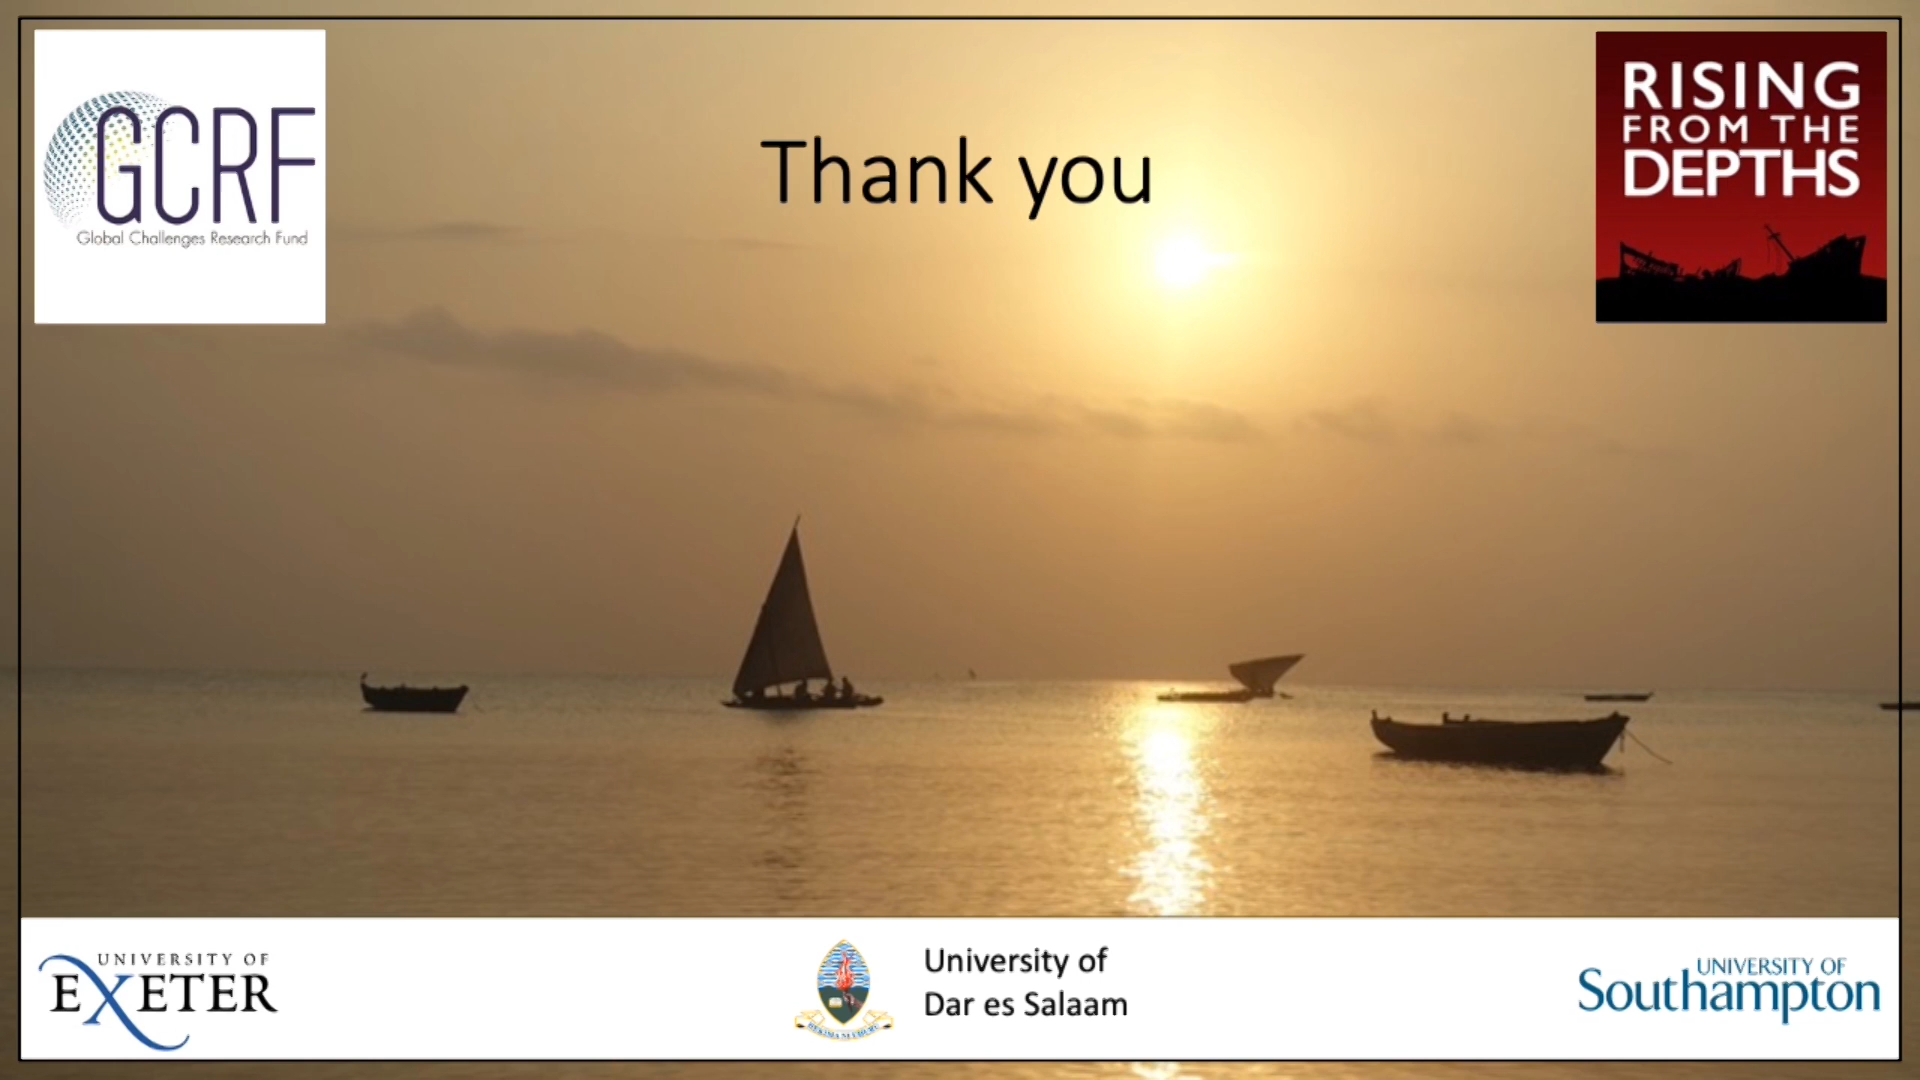 GCRF
Global Challenges Research Fund
Thank you
RISING
FROM THE
DEPTHS
UNIVERSITY OF
EXETER
University of
Dar es Salaam
UNIVERSITY OF
Southampton